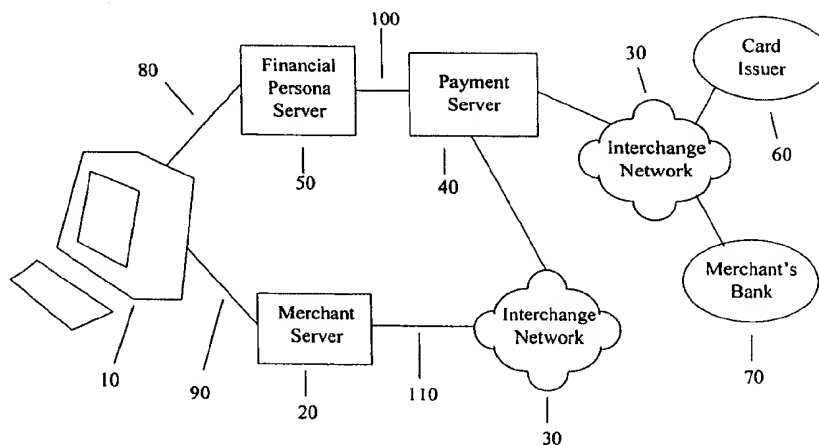 100
80
Financial
Persona
Server
Payment
Server
30
Card
Issuer
Interchange
Network
50
40
60
Merchant
Server
Interchange
Network
Merchant's
Bank
10
90
20
110
30
70